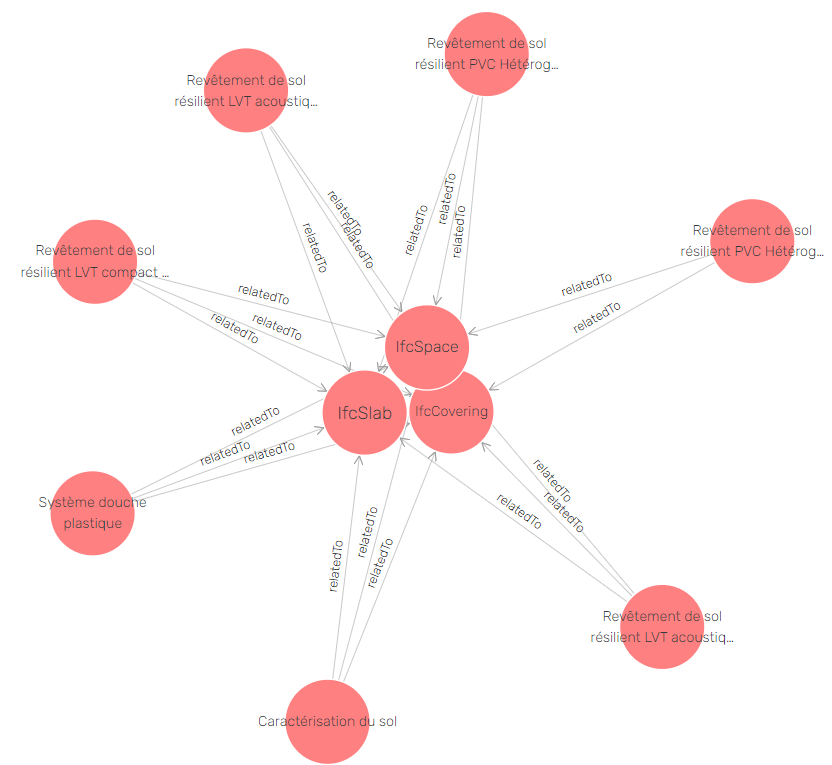 Revêtement de sol
résilient PVC Hétérog...
Revêtement de sol
résilient LVT acoustiq...
relatedTo
relatedTo
relatedTo
relatedTo
relatedTo
relatedTo
Revêtement de sol
résilient PVC Hétérog...
Revêtement de sol
résilient LVT compact ...
relatedTo
relatedTo
relatedTo
relatedTo
relatedTo
IfcSpace
IfcSlab
IfcCovering
relatedTo
relatedTo
relatedTo
Système douche
plastique
relatedTo
relatedTo
relatedTo
relatedTo
relatedTo
relatedTo
Revêtement de sol
résilient LVT acoustiq...
Caractérisation du sol